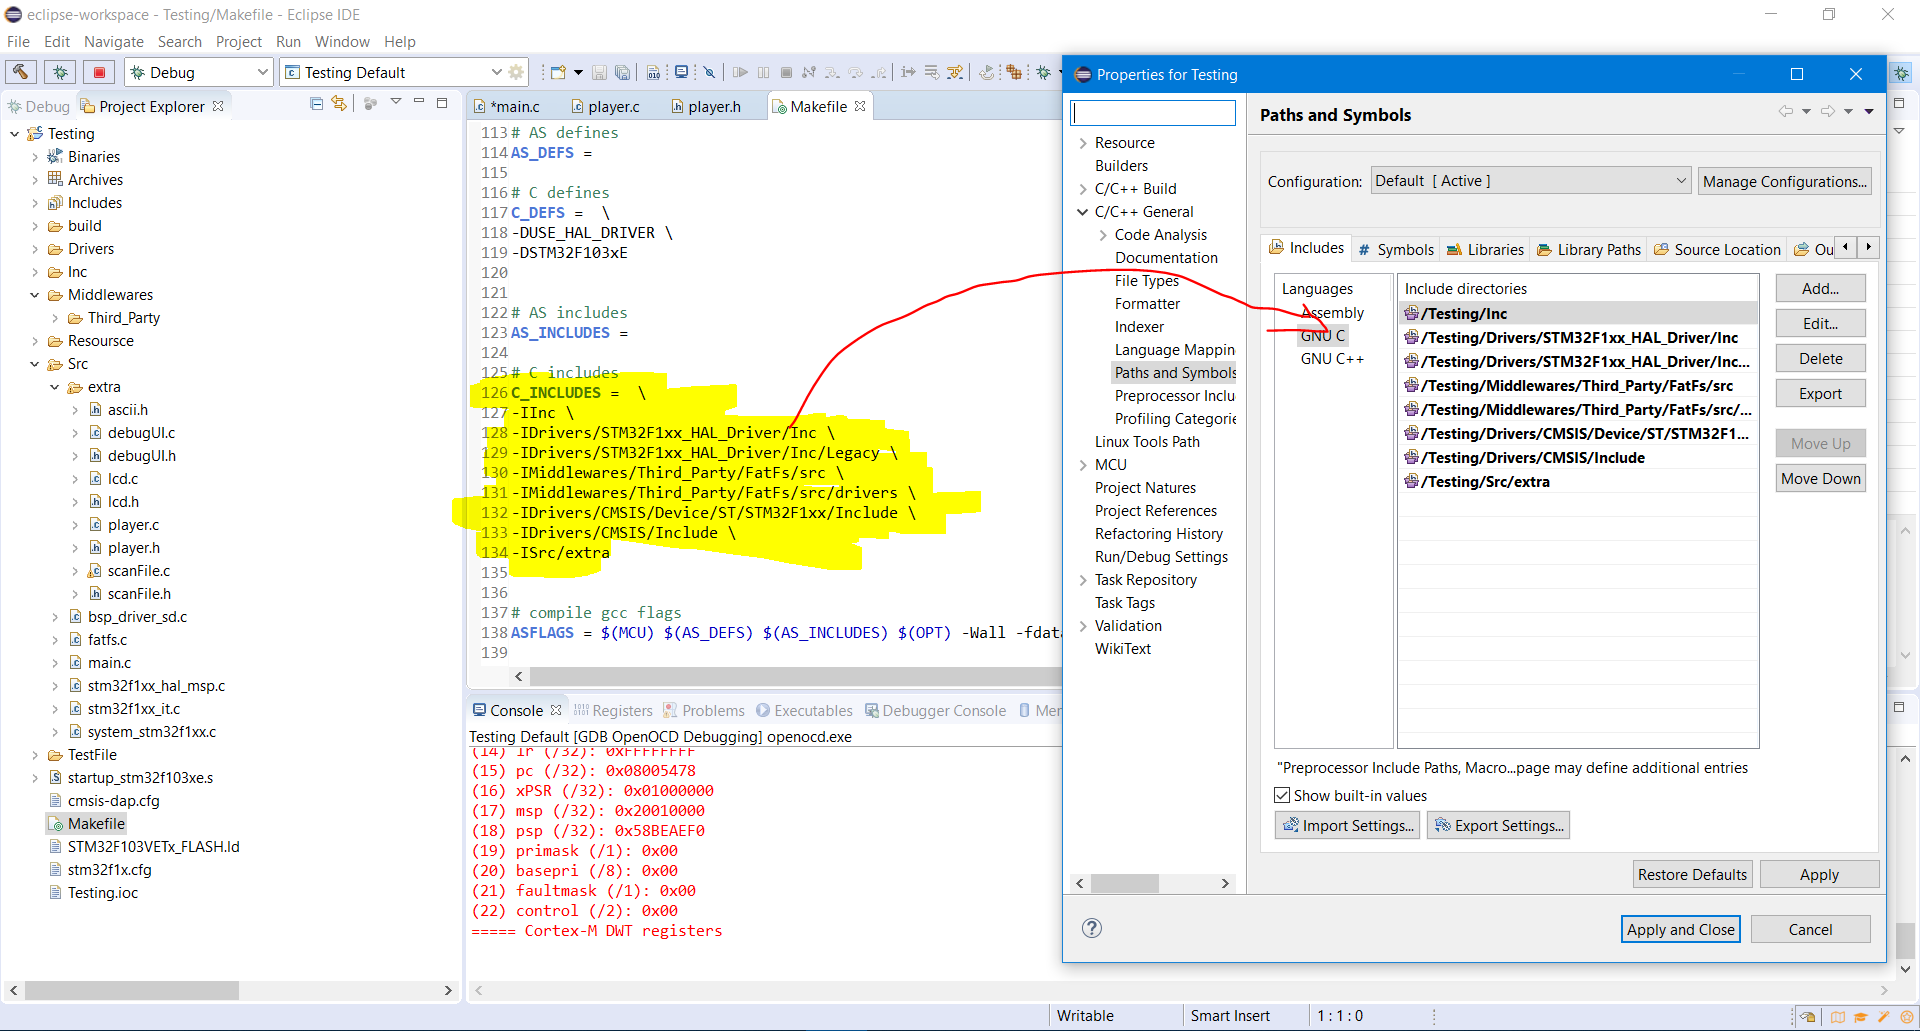 eclipse-workspace - Testing/Makefile - Eclipse IDE
File Edit Navigate Search Project Run Window Help
Debug Testing Default
Debug Project Explorer
Testing
Binaries
Archives
Includes
build
Drivers
Inc
Middlewares
Third_Party
Resoursce
Src
extra
ascii.h
debugUI.c
debugUI.h
lcd.c
lcd.h
player.c
player.h
scanFile.c
scanFile.h
bsp_driver_sd.c
fatfs.c
main.c
stm32f1xx_hal_msp.c
stm32f1xx_it.c
system_stm32f1xx.c
TestFile
startup_stm32f103xe.s
cmsis-dap.cfg
Makefile
STM32F103VETx_FLASH.ld
stm32f1x.cfg
Testing.ioc
*main.c player.c player.h Makefile
113 # AS defines
114 AS_DEFS =
115
116 # C defines
117 C_DEFS = \
118 -DUSE_HAL_DRIVER \
119 -DSTM32F103xE
120
121
122 # AS includes
123 AS_INCLUDES =
124
125 # C includes
126 C_INCLUDES = \
127 -IInc \
128 -IDrivers/STM32F1xx_HAL_Driver/Inc \
129 -IDrivers/STM32F1xx_HAL_Driver/Inc/Legacy \
130 -IMiddlewares/Third_Party/FatFs/src \
131 -IMiddlewares/Third_Party/FatFs/src/drivers \
132 -IDrivers/CMSIS/Device/ST/STM32F1xx/Include \
133 -IDrivers/CMSIS/Include \
134 -ISrc/extra
135
136
137 # compile gcc flags
138 ASFLAGS = $(MCU) $(AS_DEFS) $(AS_INCLUDES) $(OPT) -Wall -fdata
139
Console Registers Problems Executables Debugger Console Mer
Testing Default [GDB OpenOCD Debugging] openocd.exe
(14) lr (/32): 0xFFFFFFFF
(15) pc (/32): 0x08005478
(16) xPSR (/32): 0x01000000
(17) msp (/32): 0x20010000
(18) psp (/32): 0x58BEAEF0
(19) primask (/1): 0x00
(20) basepri (/8): 0x00
(21) faultmask (/1): 0x00
(22) control (/2): 0x00
===== Cortex-M DWT registers
Writable Smart Insert 1 : 1 : 0
Properties for Testing
Resource
Builders
C/C++ Build
C/C++ General
Code Analysis
Documentation
File Types
Formatter
Indexer
Language Mappin
Paths and Symbols
Preprocessor Inclu
Profiling Categorie
Linux Tools Path
MCU
Project Natures
Project References
Refactoring History
Run/Debug Settings
Task Repository
Task Tags
Validation
WikiText
Paths and Symbols
Configuration: Default [ Active ] Manage Configurations...
Includes # Symbols Libraries Library Paths Source Location Ou
Languages
Assembly
GNU C
GNU C++
Include directories
/Testing/Inc
/Testing/Drivers/STM32F1xx_HAL_Driver/Inc
/Testing/Drivers/STM32F1xx_HAL_Driver/Inc...
/Testing/Middlewares/Third_Party/FatFs/src
/Testing/Middlewares/Third_Party/FatFs/src/...
/Testing/Drivers/CMSIS/Device/ST/STM32F1...
/Testing/Drivers/CMSIS/Include
/Testing/Src/extra
Add...
Edit...
Delete
Export
Move Up
Move Down
"Preprocessor Include Paths, Macro...page may define additional entries
Show built-in values
Import Settings... Export Settings...
Restore Defaults Apply
Apply and Close Cancel